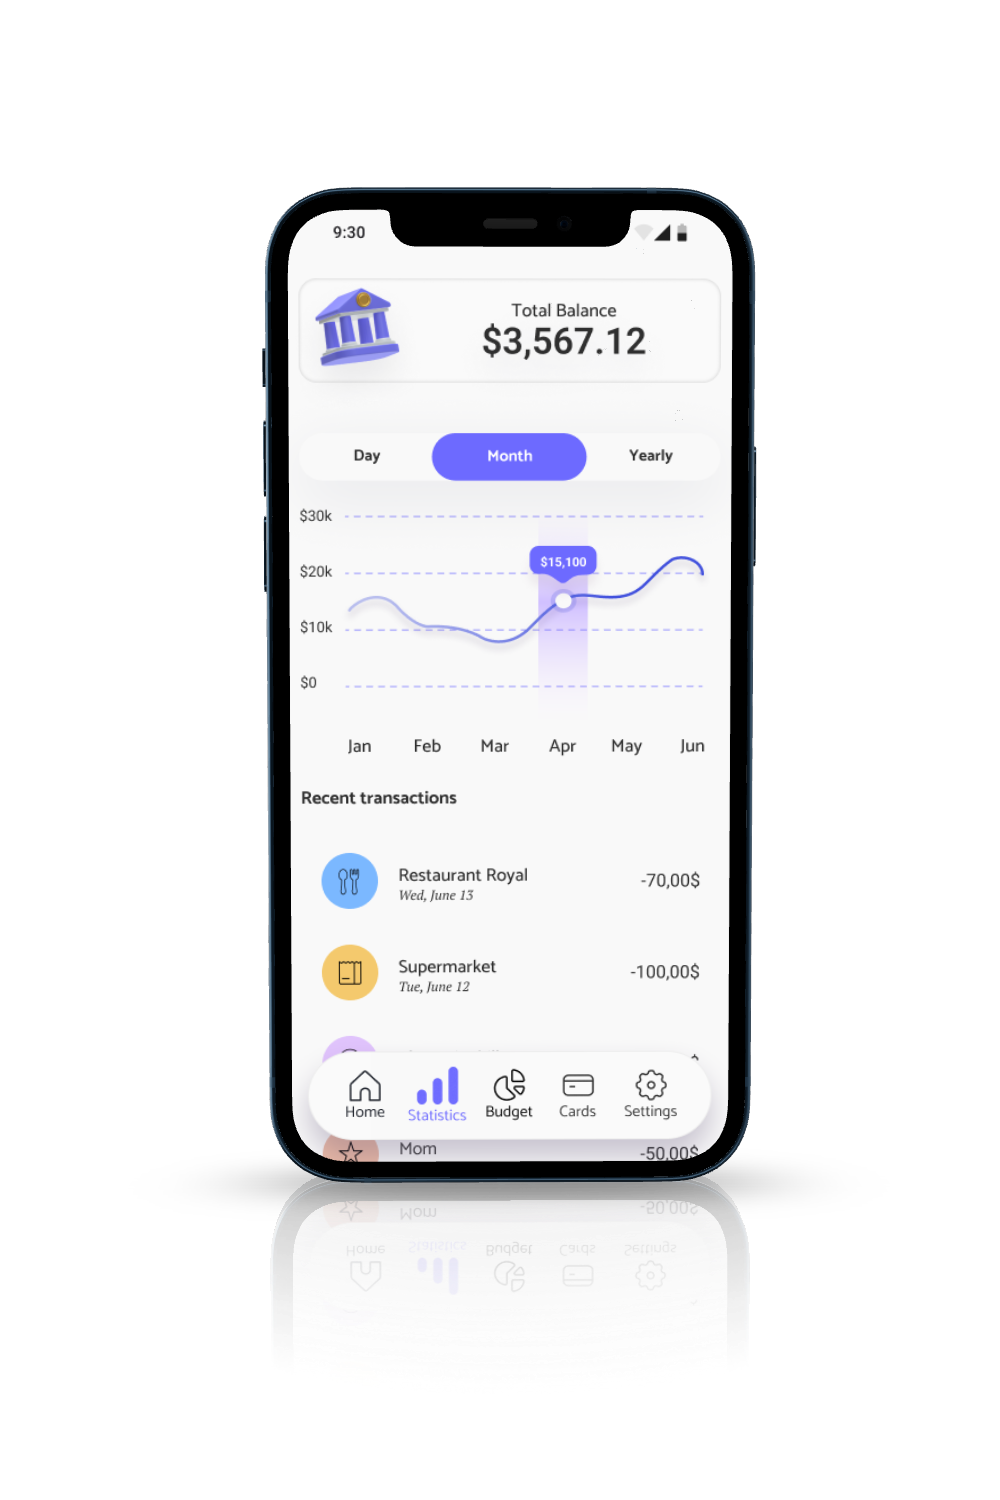 9:30
Total Balance
$3,567.12
Day Month Yearly
$30k
$15,100
$20k
$10k
$0
Jan Feb Mar Apr May Jun
Recent transactions
Restaurant Royal
-70,00$
Wed, June 13
Supermarket
-100,00$
Tue, June 12
$
Home Statistics Budget Cards Settings
Mom
-50,00$